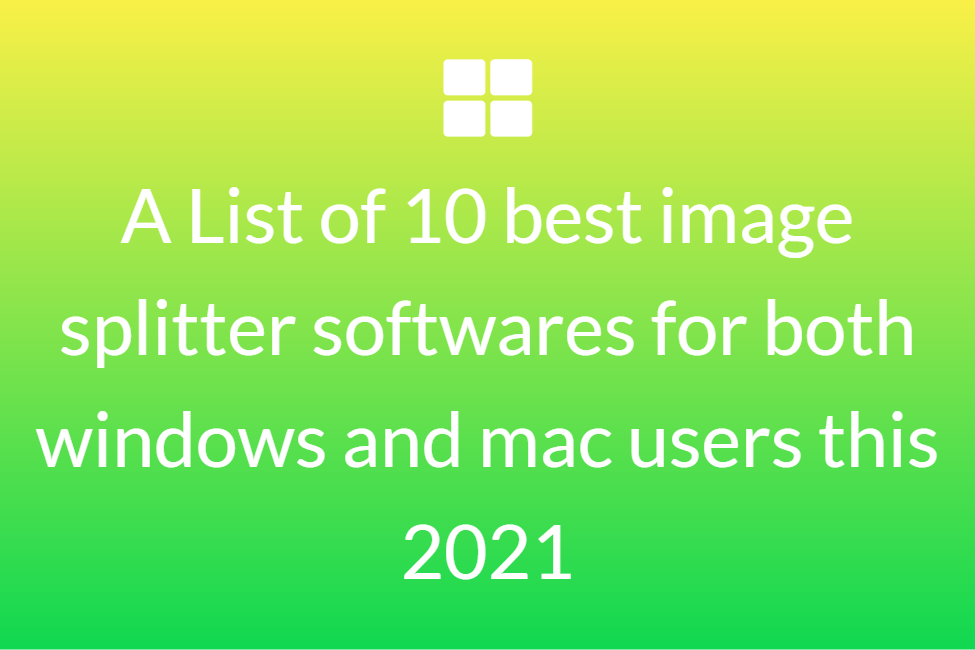 A List of 10 best image
splitter softwares for both
windows and mac users this
2021